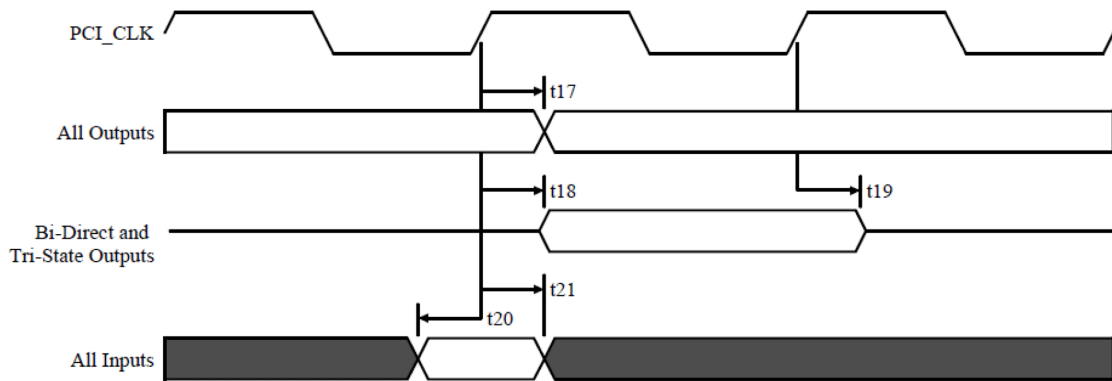 PCI_CLK
t17
All Outputs
t18
t19
Bi-Direct and
Tri-State Outputs
t21
t20
All Inputs